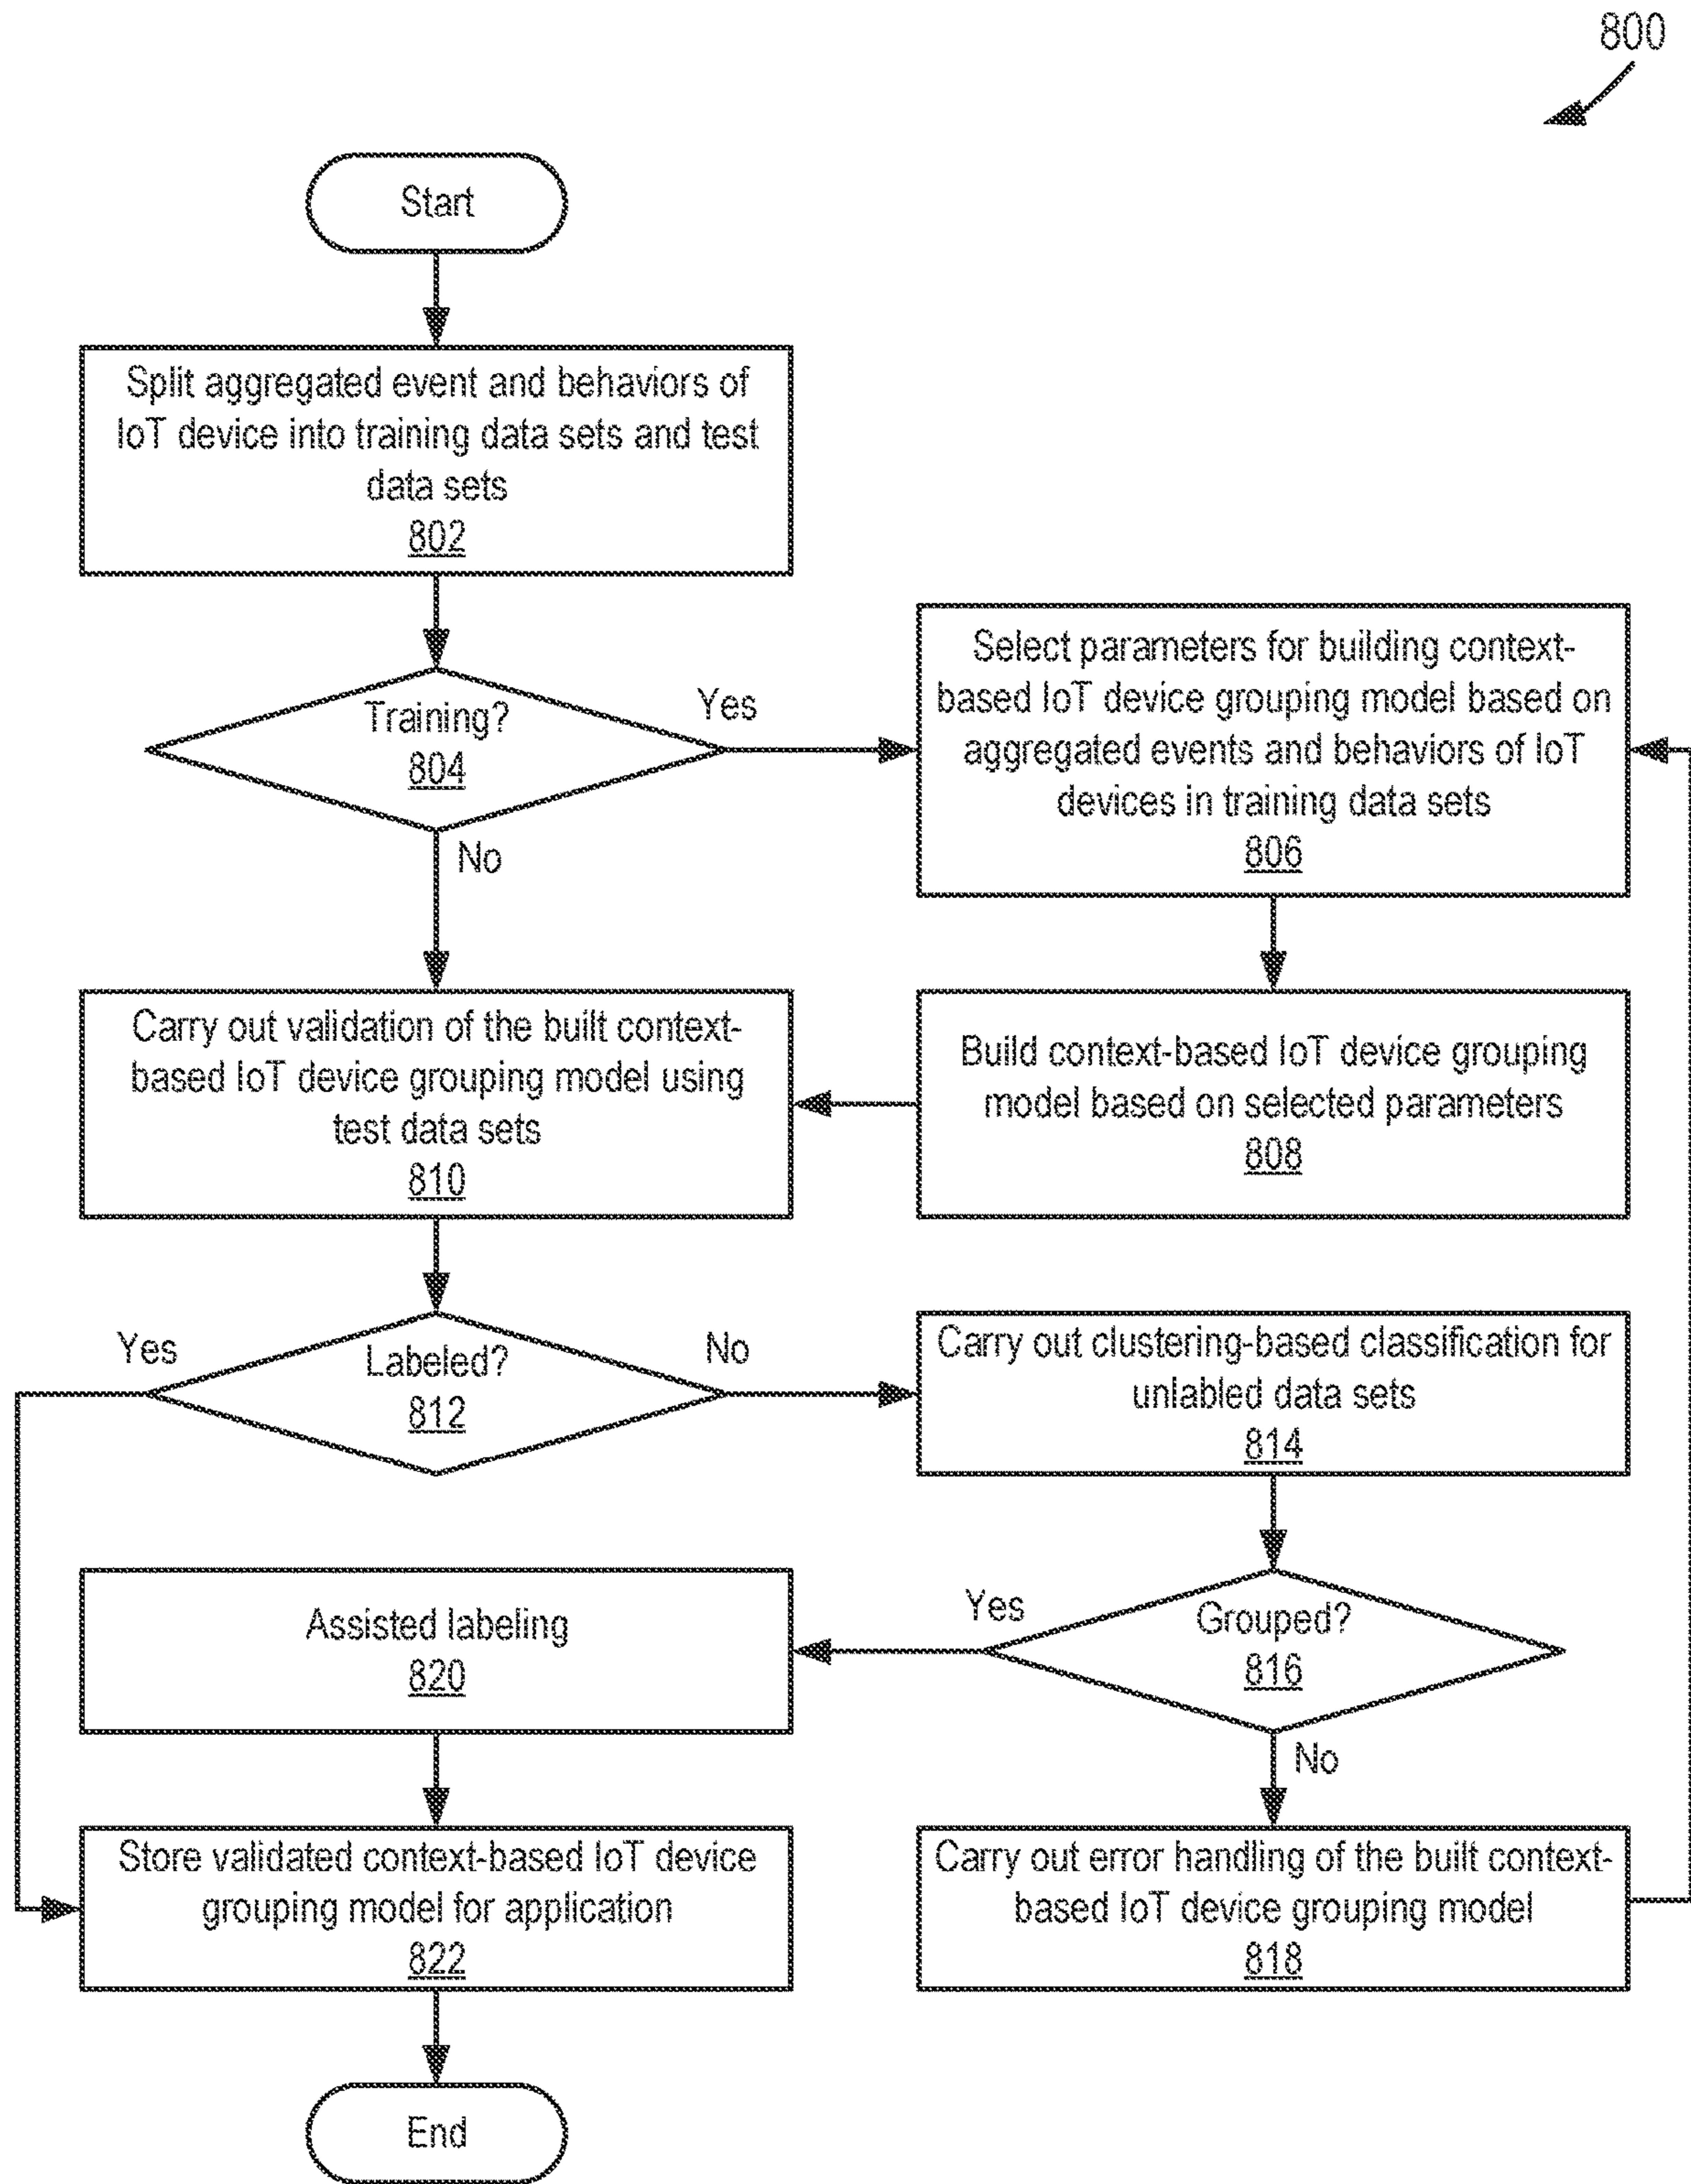 800
Start
Split aggregated event and behaviors of
IoT device into training data sets and test
data sets
802
Training?
804
Yes
No
Select parameters for building context-
based IoT device grouping model based on
aggregated events and behaviors of IoT
devices in training data sets
806
Carry out validation of the built context-
based IoT device grouping model using
test data sets
810
Build context-based IoT device grouping
model based on selected parameters
808
Yes
Labeled?
812
No
Carry out clustering-based classification for
unlabled data sets
814
Assisted labeling
820
Yes
Grouped?
816
No
Store validated context-based IoT device
grouping model for application
822
Carry out error handling of the built context-
based IoT device grouping model
818
End